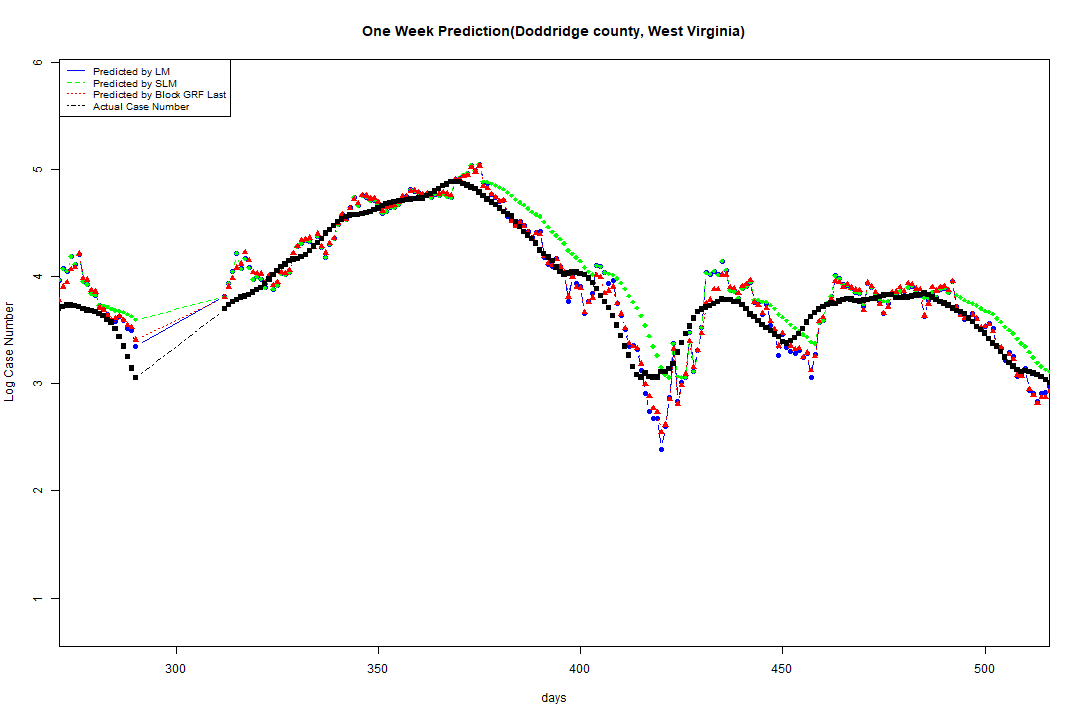 One Week Prediction(Doddridge county, West Virginia)
Predicted by LM
Predicted by SLM
Predicted by Block GRF Last
Actual Case Number
Log Case Number
6
5
4
3
2
1
300
350
400
450
500
days